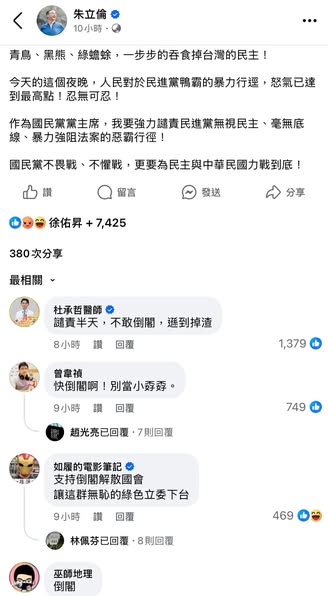 朱立倫
10小時・
青鳥、黑熊、綠蟾蜍，一步步的吞食掉台灣的民主！
今天的這個夜晚，人民對於民進黨鴨霸的暴力行逕，怒氣已達
到最高點！忍無可忍！
作為國民黨黨主席，我要強力譴責民進黨無視民主、毫無底
線、暴力強阻法案的惡霸行徑！
國民黨不畏戰、不懼戰，更要為民主與中華民國力戰到底！
讚 留言 發送 分享
徐佑昇 + 7,425
380 次分享
最相關
杜承哲醫師
譴責半天，不敢倒閣，遜到掉渣
8小時 讚 回覆 1,379
曾韋禎
快倒閣啊！別當小孬孬。
9小時 讚 回覆 749
趙光亮已回覆・7則回覆
如履的電影筆記
支持倒閣解散國會
讓這群無恥的綠色立委下台
9小時 讚 回覆 469
林佩芬已回覆・8則回覆
巫師地理
倒閣